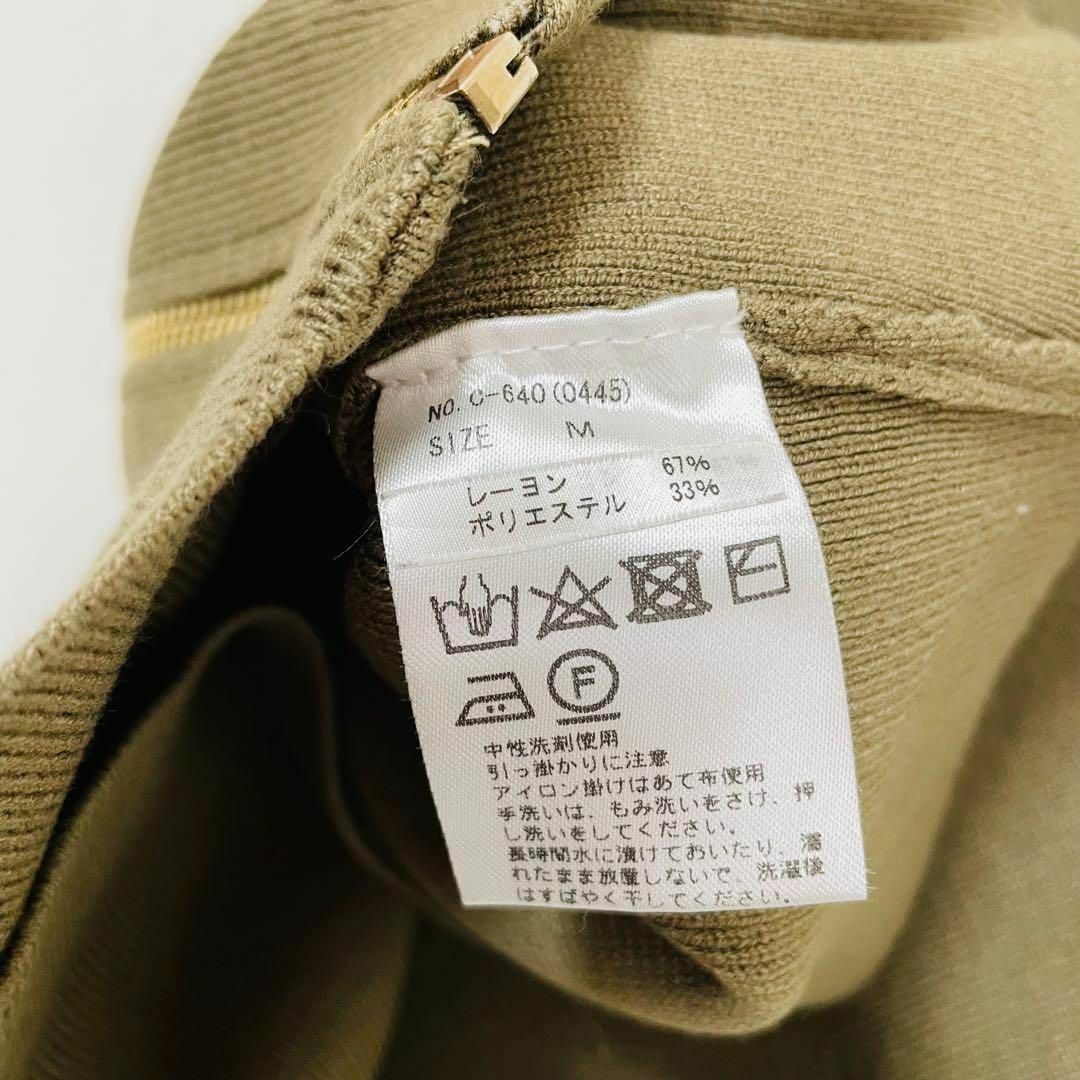 NO. C-640(0445)
SIZE M
レーヨン 67%
ポリエステル 33%
F
中性洗剤使用
引っ掛かりに注意
アイロン掛けはあて布使用
手洗いは、もみ洗いをさけ、押
し洗いをしてください。
長時間水に漬けておいたり、濡
れたまま放置しないで、洗濯後
はすばやく干してください。